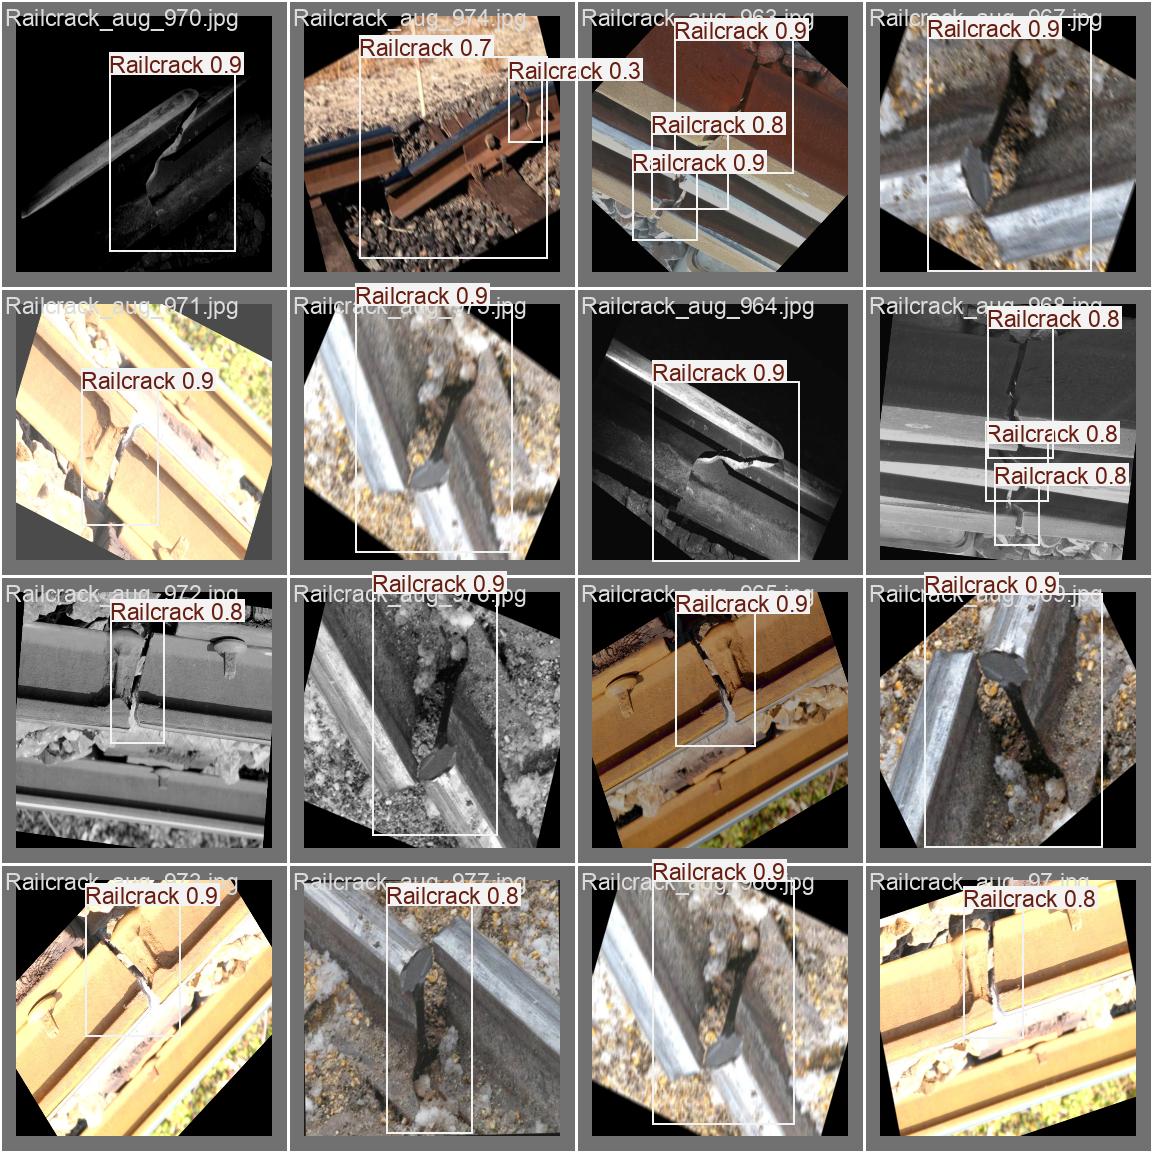 Railcrack_aug_970.jpg
Railcrack 0.9
Railcrack_aug_974.jpg
Railcrack 0.7
Railcrack 0.3
Railcrack_aug_963.jpg
Railcrack 0.9
Railcrack 0.8
Railcrack 0.9
Railcrack_aug_967.jpg
Railcrack 0.9
Railcrack_aug_971.jpg
Railcrack 0.9
Railcrack_aug_975.jpg
Railcrack 0.9
Railcrack_aug_964.jpg
Railcrack 0.9
Railcrack_aug_968.jpg
Railcrack 0.8
Railcrack 0.8
Railcrack 0.8
Railcrack_aug_972.jpg
Railcrack 0.8
Railcrack_aug_976.jpg
Railcrack 0.9
Railcrack_aug_965.jpg
Railcrack 0.9
Railcrack_aug_969.jpg
Railcrack 0.9
Railcrack_aug_973.jpg
Railcrack 0.9
Railcrack_aug_977.jpg
Railcrack 0.8
Railcrack_aug_966.jpg
Railcrack 0.9
Railcrack_aug_97.jpg
Railcrack 0.8